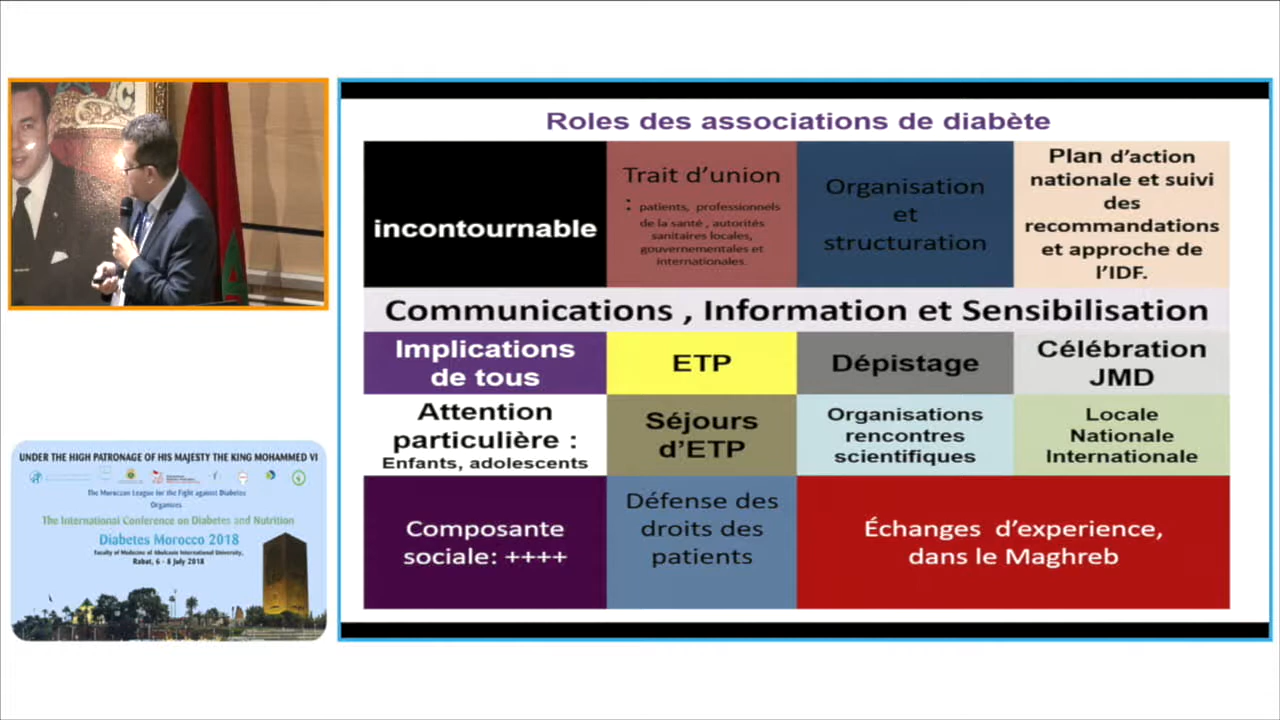 Roles des associations de diabète
incontournable
Trait d'union
: patients, professionnels
de la santé , autorités
sanitaires locales,
gouvernementales et
internationales.
Organisation
et
structuration
Plan d'action
nationale et suivi
des
recommandations
et approche de
l'IDF.
Communications , Information et Sensibilisation
Implications
de tous
ETP
Dépistage
Célébration
JMD
Attention
particulière :
Enfants, adolescents
Séjours
d'ETP
Organisations
rencontres
scientifiques
Locale
Nationale
Internationale
Composante
sociale: ++++
Défense des
droits des
patients
Échanges d'experience,
dans le Maghreb
UNDER THE HIGH PATRONAGE OF HIS MAJESTY THE KING MOHAMMED VI
The Moroccan League for the Fight against Diabetes
Organizes
The International Conference on Diabetes and Nutrition
Diabetes Morocco 2018
Faculty of Medicine of Abulcasis International University,
Rabat, 6 - 8 July 2018